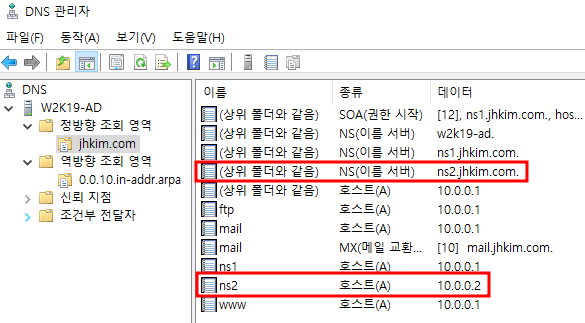 DNS 관리자
파일(F) 동작(A) 보기(V) 도움말(H)
DNS
W2K19-AD
정방향 조회 영역
jhkim.com
역방향 조회 영역
0.0.10.in-addr.arpa
신뢰 지점
조건부 전달자
이름 종류 데이터
(상위 폴더와 같음) SOA(권한 시작) [12], ns1.jhkim.com., hos...
(상위 폴더와 같음) NS(이름 서버) w2k19-ad.
(상위 폴더와 같음) NS(이름 서버) ns1.jhkim.com.
(상위 폴더와 같음) NS(이름 서버) ns2.jhkim.com.
(상위 폴더와 같음) 호스트(A) 10.0.0.1
ftp 호스트(A) 10.0.0.1
mail 호스트(A) 10.0.0.1
mail MX(메일 교환... [10] mail.jhkim.com.
ns1 호스트(A) 10.0.0.1
ns2 호스트(A) 10.0.0.2
www 호스트(A) 10.0.0.1